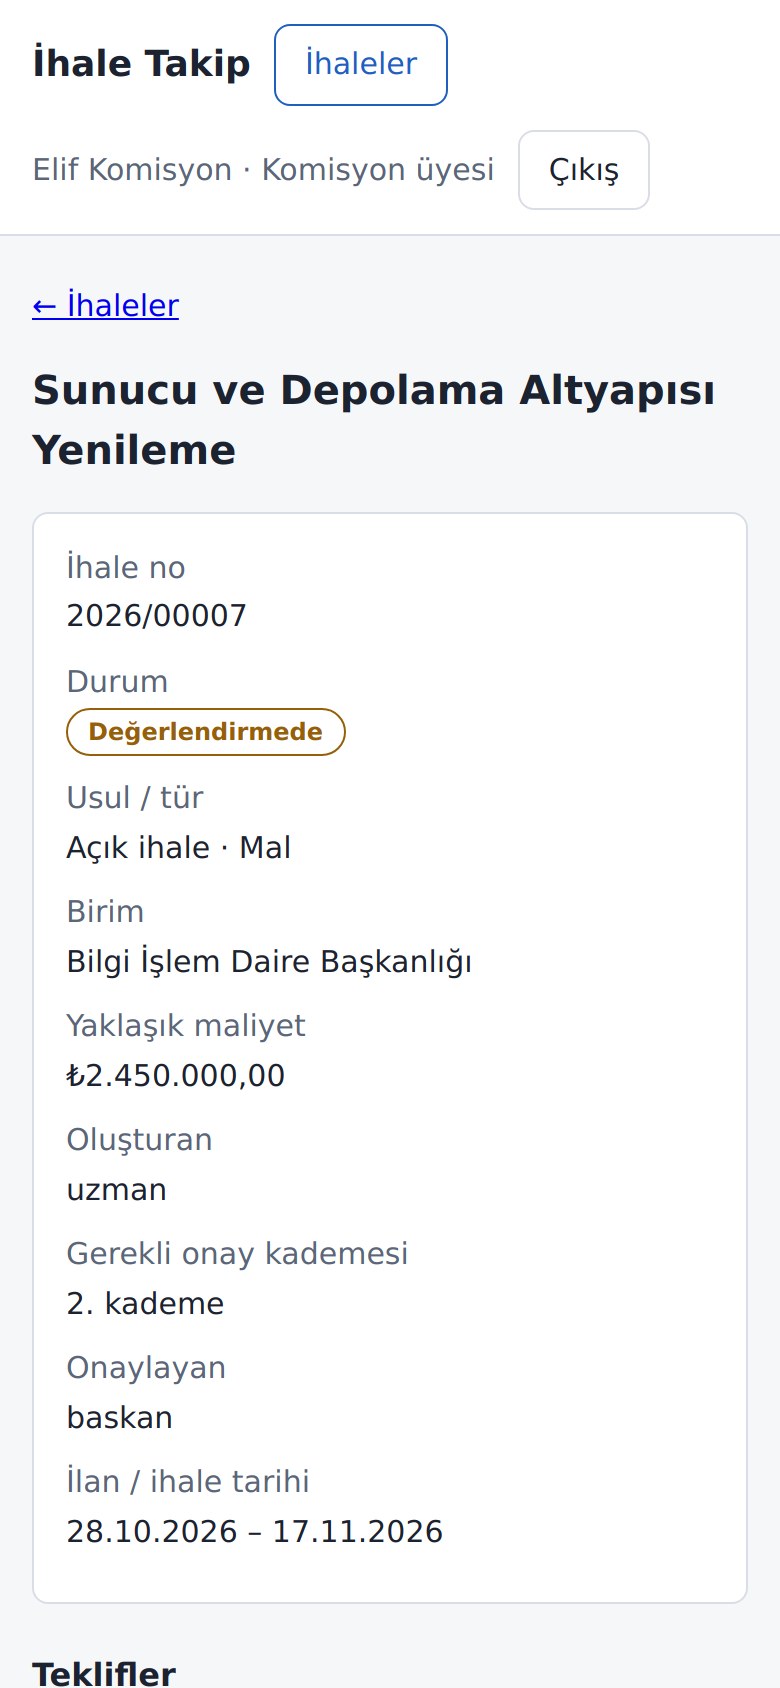 İhale Takip İhaleler
Elif Komisyon · Komisyon üyesi Çıkış
← İhaleler
Sunucu ve Depolama Altyapısı
Yenileme
İhale no
2026/00007
Durum
Değerlendirmede
Usul / tür
Açık ihale · Mal
Birim
Bilgi İşlem Daire Başkanlığı
Yaklaşık maliyet
₺2.450.000,00
Oluşturan
uzman
Gerekli onay kademesi
2. kademe
Onaylayan
baskan
İlan / ihale tarihi
28.10.2026 – 17.11.2026
Teklifler